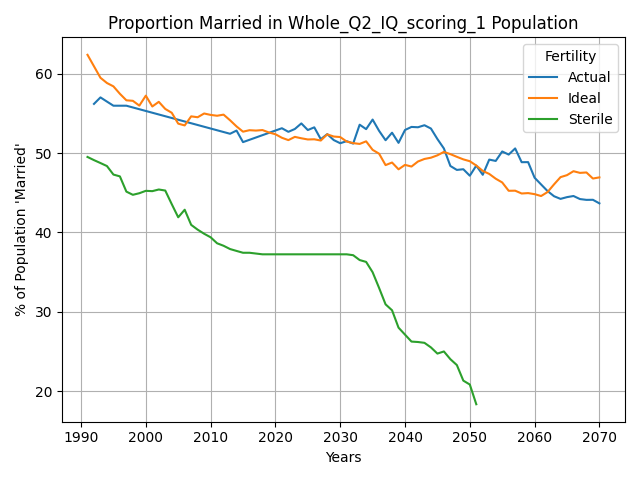 Proportion Married in Whole_Q2_IQ_scoring_1 Population
% of Population 'Married'
60
50
40
30
20
Fertility
Actual
Ideal
Sterile
1990 2000 2010 2020 2030 2040 2050 2060 2070
Years